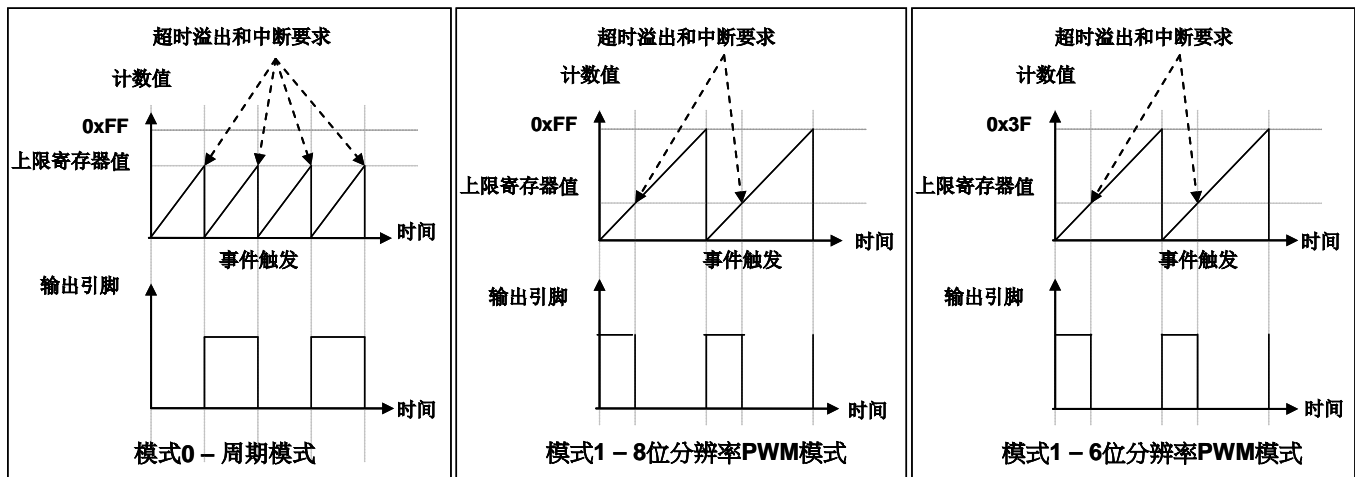 超时溢出和中断要求
计数值
0xFF
上限寄存器值
时间
事件触发
输出引脚
时间
模式0 – 周期模式
超时溢出和中断要求
计数值
0xFF
上限寄存器值
时间
事件触发
输出引脚
时间
模式1 – 8位分辨率PWM模式
超时溢出和中断要求
计数值
0x3F
上限寄存器值
时间
事件触发
输出引脚
时间
模式1 – 6位分辨率PWM模式